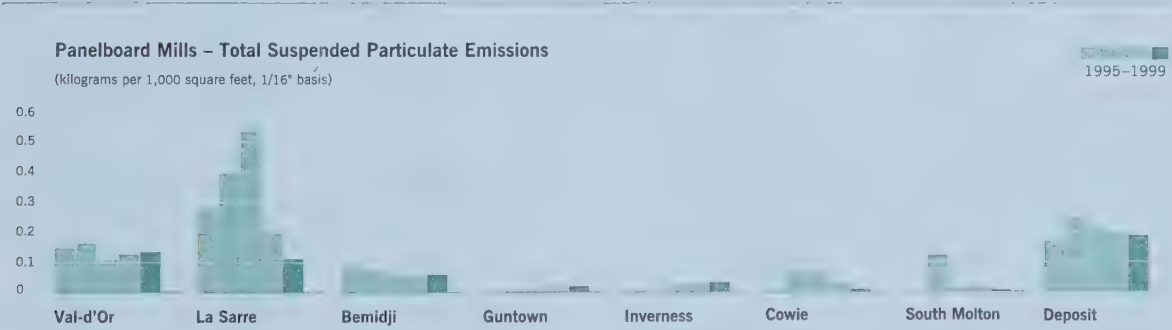 Panelboard Mills – Total Suspended Particulate Emissions
(kilograms per 1,000 square feet, 1/16" basis)
1995–1999
0.6
0.5
0.4
0.3
0.2
0.1
0
Val-d'Or La Sarre Bemidji Guntown Inverness Cowie South Molton Deposit